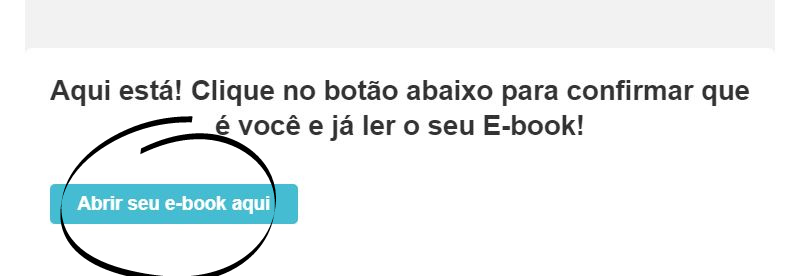 Aqui está! Clique no botão abaixo para confirmar que
é você e já ler o seu E-book!
Abrir seu e-book aqui